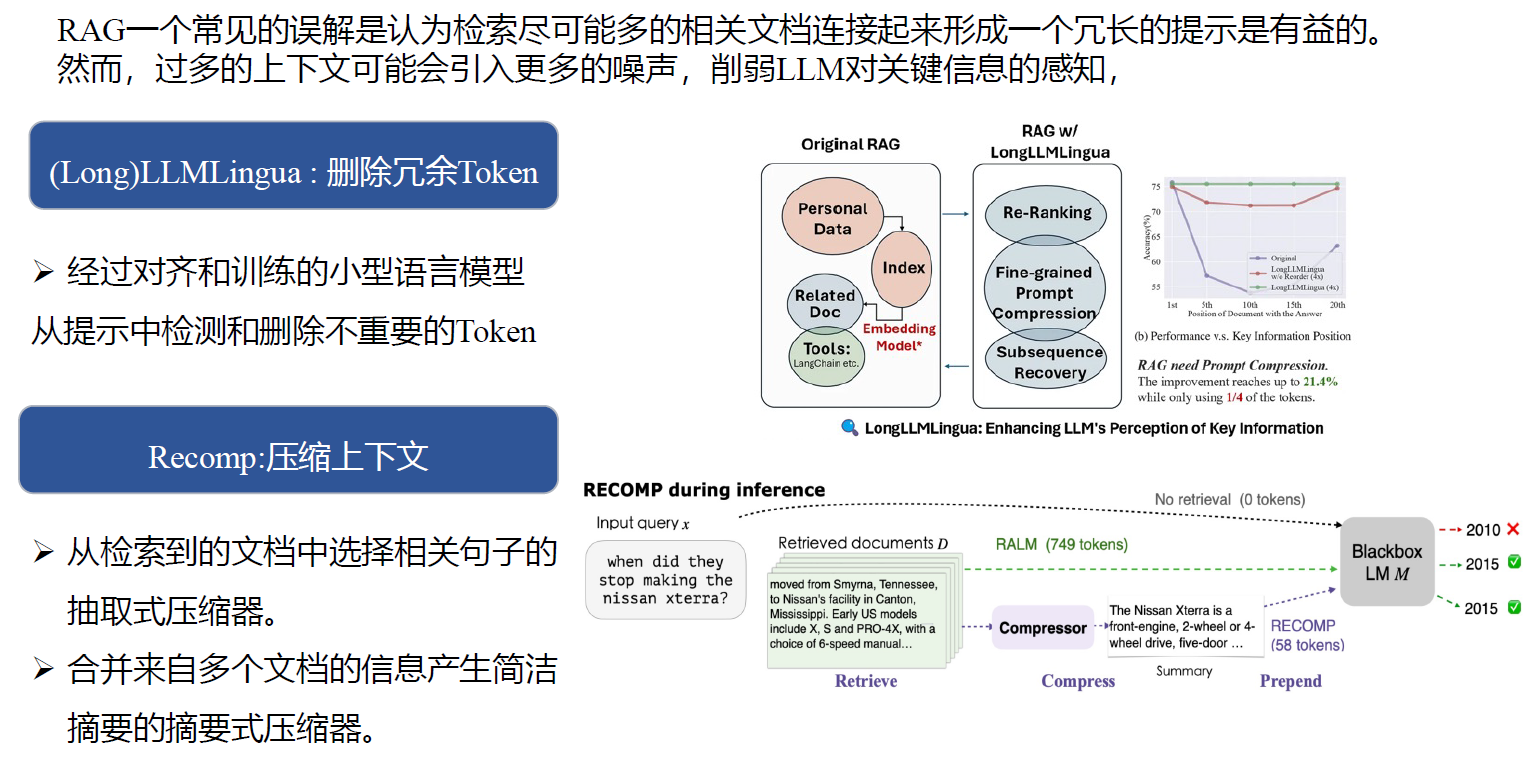 RAG一个常见的误解是认为检索尽可能多的相关文档连接起来形成一个冗长的提示是有益的。
然而，过多的上下文可能会引入更多的噪声，削弱LLM对关键信息的感知，
(Long)LLMLingua : 删除冗余Token
➢ 经过对齐和训练的小型语言模型
从提示中检测和删除不重要的Token
Recomp:压缩上下文
➢ 从检索到的文档中选择相关句子的
抽取式压缩器。
➢ 合并来自多个文档的信息产生简洁
摘要的摘要式压缩器。
Original RAG
Personal
Data
Index
Related
Doc
Embedding
Model*
Tools:
LangChain etc.
RAG w/
LongLLMLingua
Re-Ranking
Fine-grained
Prompt
Compression
Subsequence
Recovery
Accuracy(%)
75
70
65
60
55
Original
LongLLMLingua
w/o Reorder (4x)
LongLLMLingua (4x)
1st 5th 10th 15th 20th
Position of Document with the Answer
(b) Performance v.s. Key Information Position
RAG need Prompt Compression.
The improvement reaches up to 21.4%
while only using 1/4 of the tokens.
LongLLMLingua: Enhancing LLM's Perception of Key Information
RECOMP during inference
Input query x
when did they
stop making the
nissan xterra?
Retrieved documents D
moved from Smyrna, Tennessee,
to Nissan's facility in Canton,
Mississippi. Early US models
include X, S and PRO-4X, with a
choice of 6-speed manual...
Retrieve
No retrieval (0 tokens)
RALM (749 tokens)
Compressor
Compress
The Nissan Xterra is a
front-engine, 2-wheel or 4-
wheel drive, five-door ...
Summary
RECOMP
(58 tokens)
Prepend
Blackbox
LM M
2010
2015
2015